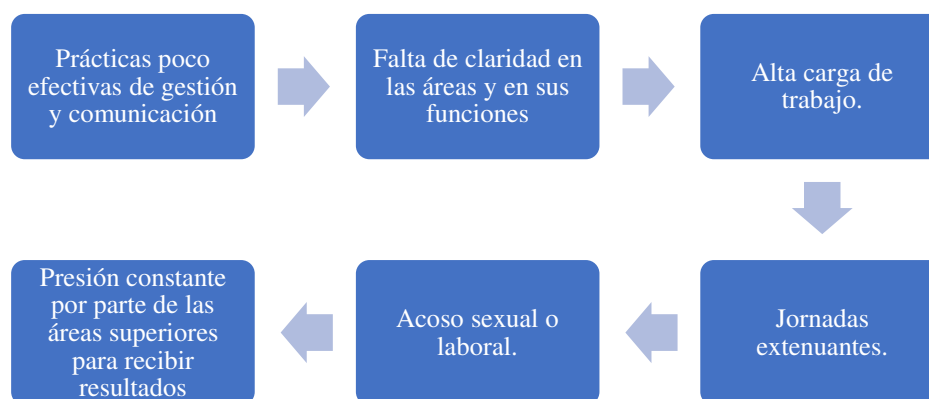 Prácticas poco
efectivas de gestión
y comunicación
Falta de claridad en
las áreas y en sus
funciones
Alta carga de
trabajo.
Jornadas
extenuantes.
Acoso sexual o
laboral.
Presión constante
por parte de las
áreas superiores
para recibir
resultados